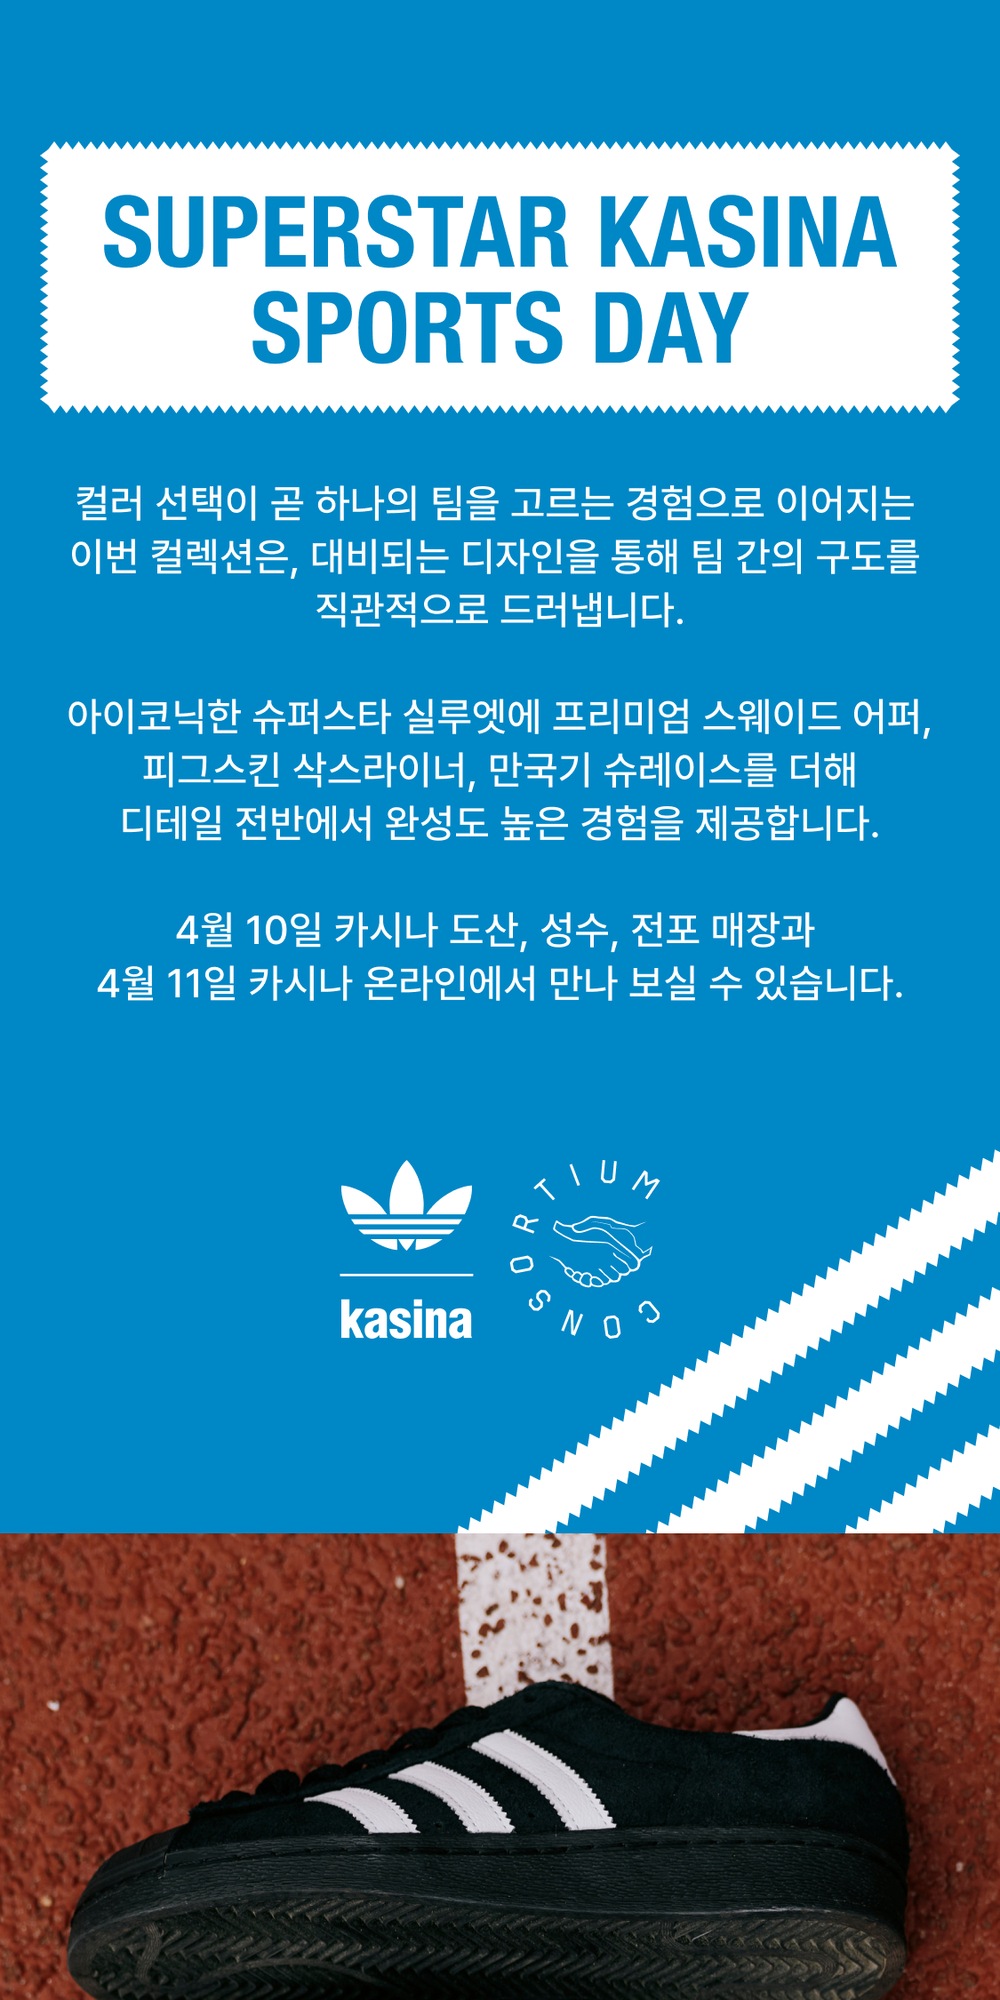 SUPERSTAR KASINA
SPORTS DAY
컬러 선택이 곧 하나의 팀을 고르는 경험으로 이어지는
이번 컬렉션은, 대비되는 디자인을 통해 팀 간의 구도를
직관적으로 드러냅니다.
아이코닉한 슈퍼스타 실루엣에 프리미엄 스웨이드 어퍼,
피그스킨 삭스라이너, 만국기 슈레이스를 더해
디테일 전반에서 완성도 높은 경험을 제공합니다.
4월 10일 카시나 도산, 성수, 전포 매장과
4월 11일 카시나 온라인에서 만나 보실 수 있습니다.
kasina
CONSORTIUM